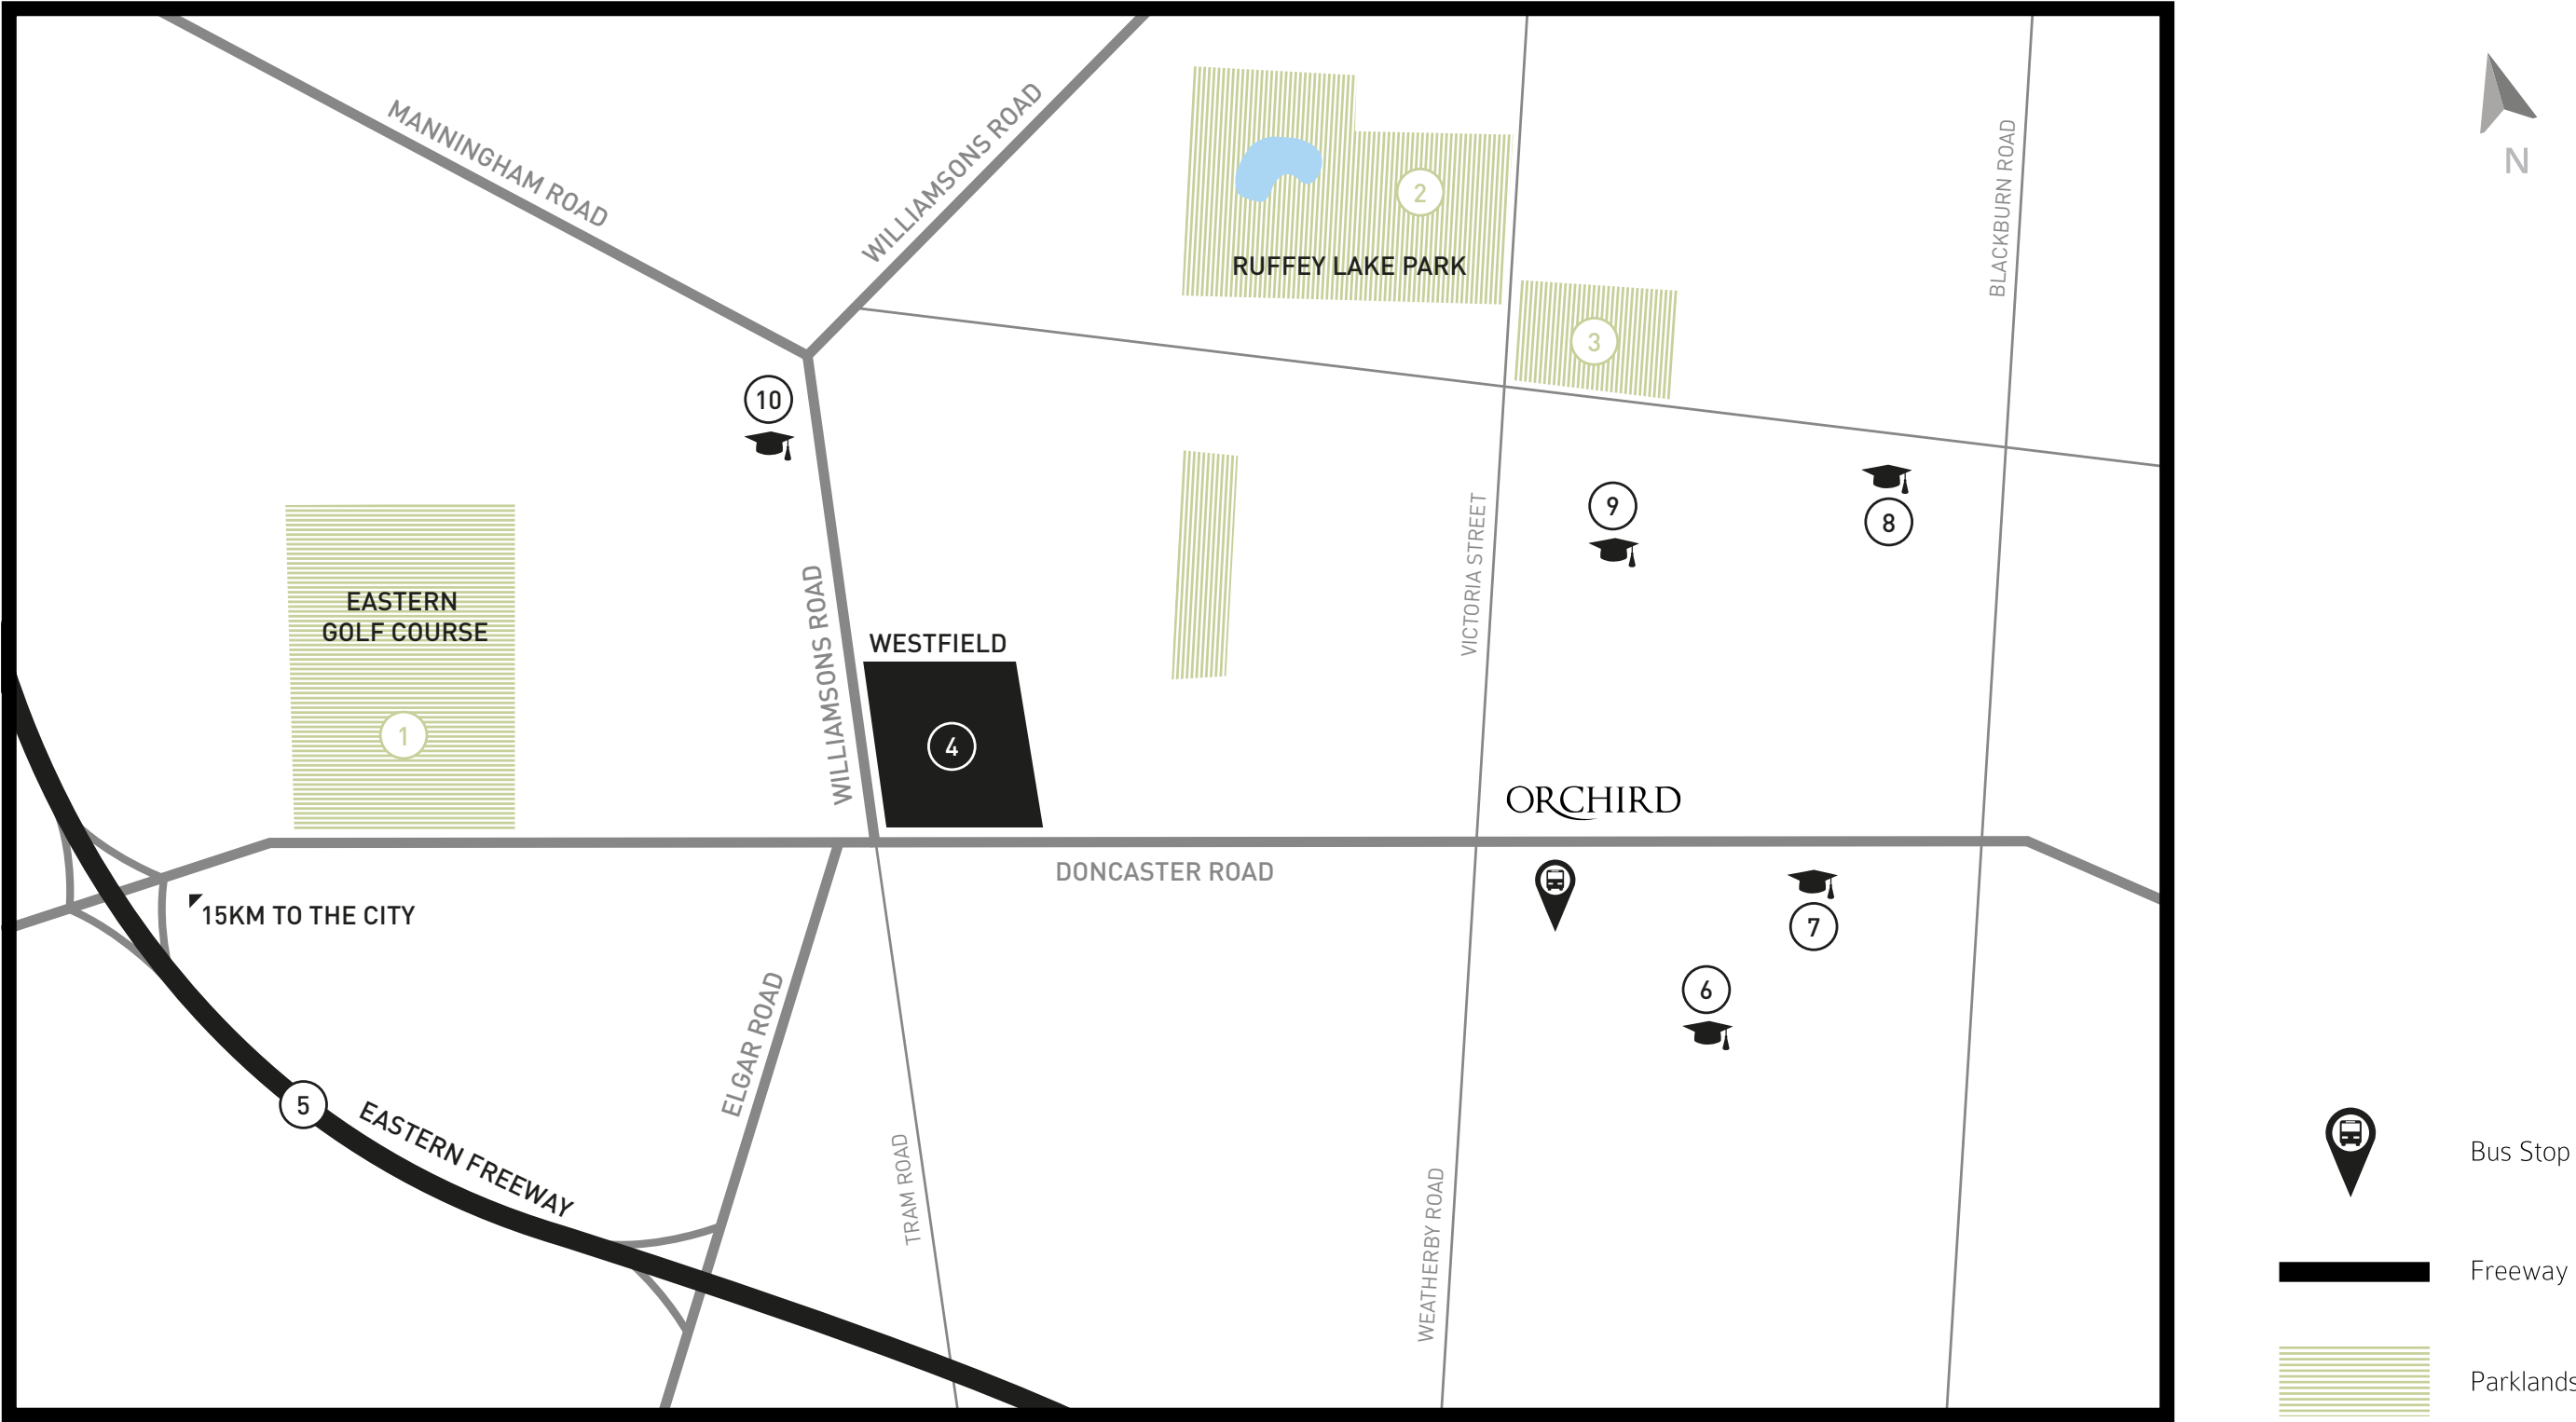 MANNINGHAM ROAD
WILLIAMSONS ROAD
2
RUFFEY LAKE PARK
3
BLACKBURN ROAD
N
10
9
8
VICTORIA STREET
EASTERN
GOLF COURSE
1
WILLIAMSONS ROAD
WESTFIELD
4
ORCHIRD
DONCASTER ROAD
15KM TO THE CITY
7
6
ELGAR ROAD
5
EASTERN FREEWAY
TRAM ROAD
WEATHERBY ROAD
Bus Stop
Freeway
Parklands